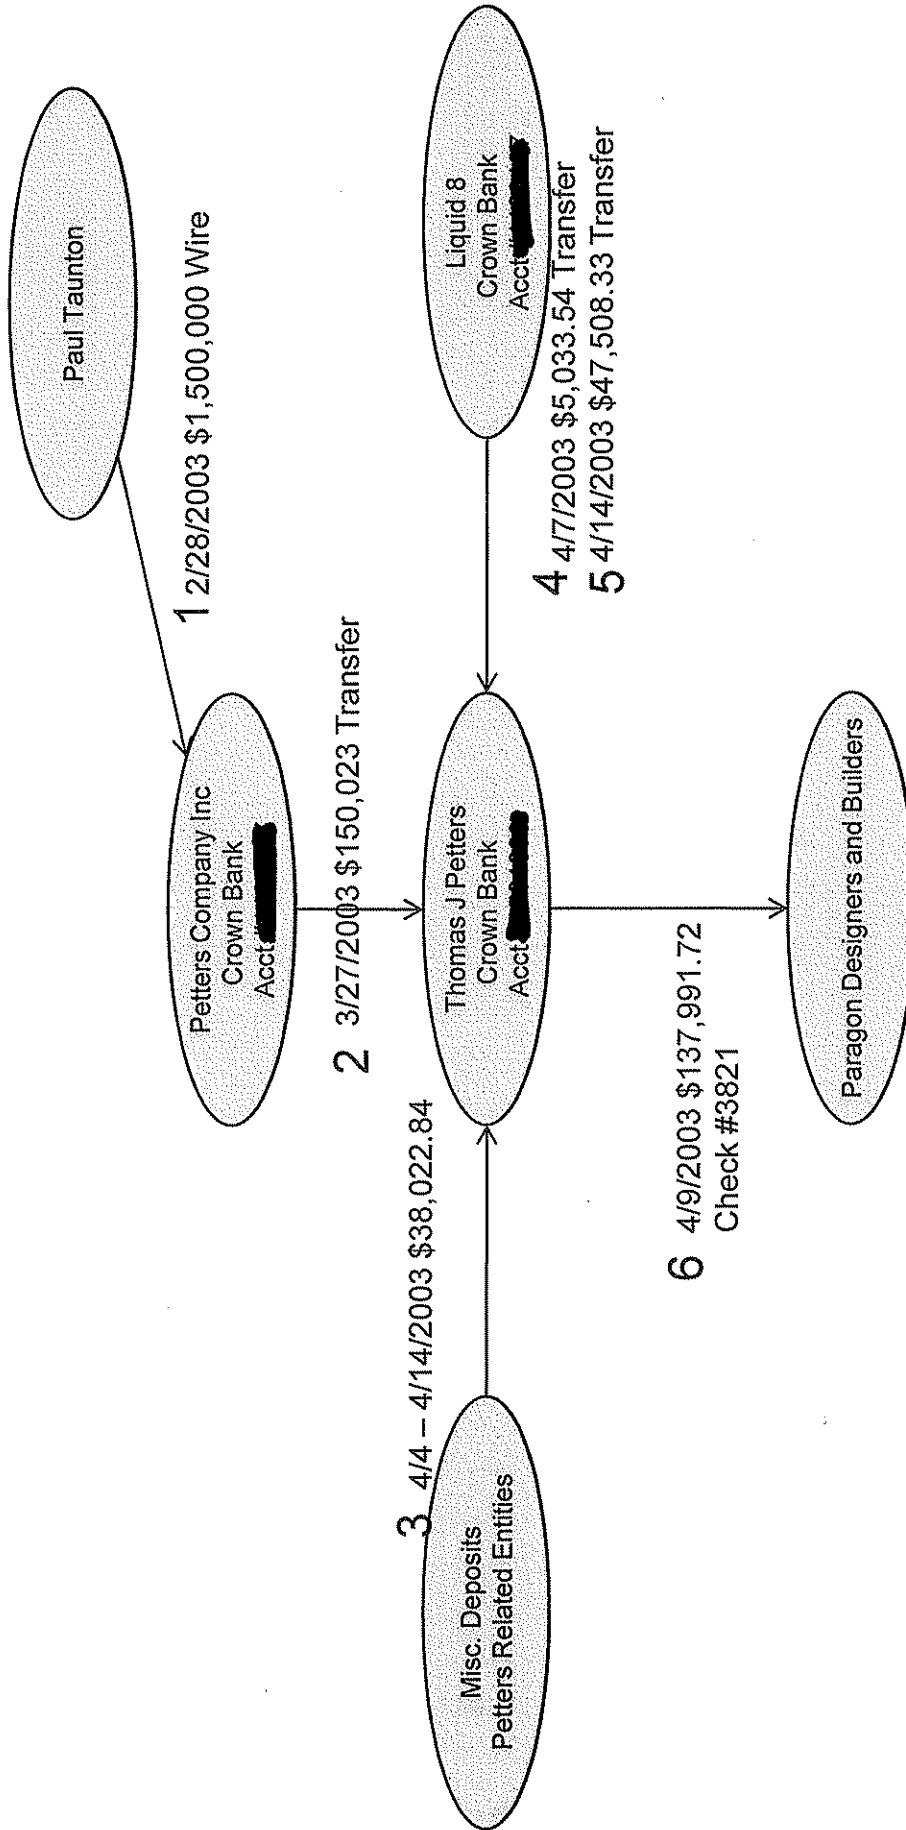 Paul Taunton
1 2/28/2003 $1,500,000 Wire
Petters Company Inc
Crown Bank
Acct
2 3/27/2003 $150,023 Transfer
3 4/4 – 4/14/2003 $38,022.84
Misc. Deposits
Petters Related Entities
Thomas J Petters
Crown Bank
Acct
Liquid 8
Crown Bank
Acct
4 4/7/2003 $5,033.54 Transfer
5 4/14/2003 $47,508.33 Transfer
6 4/9/2003 $137,991.72
Check #3821
Paragon Designers and Builders